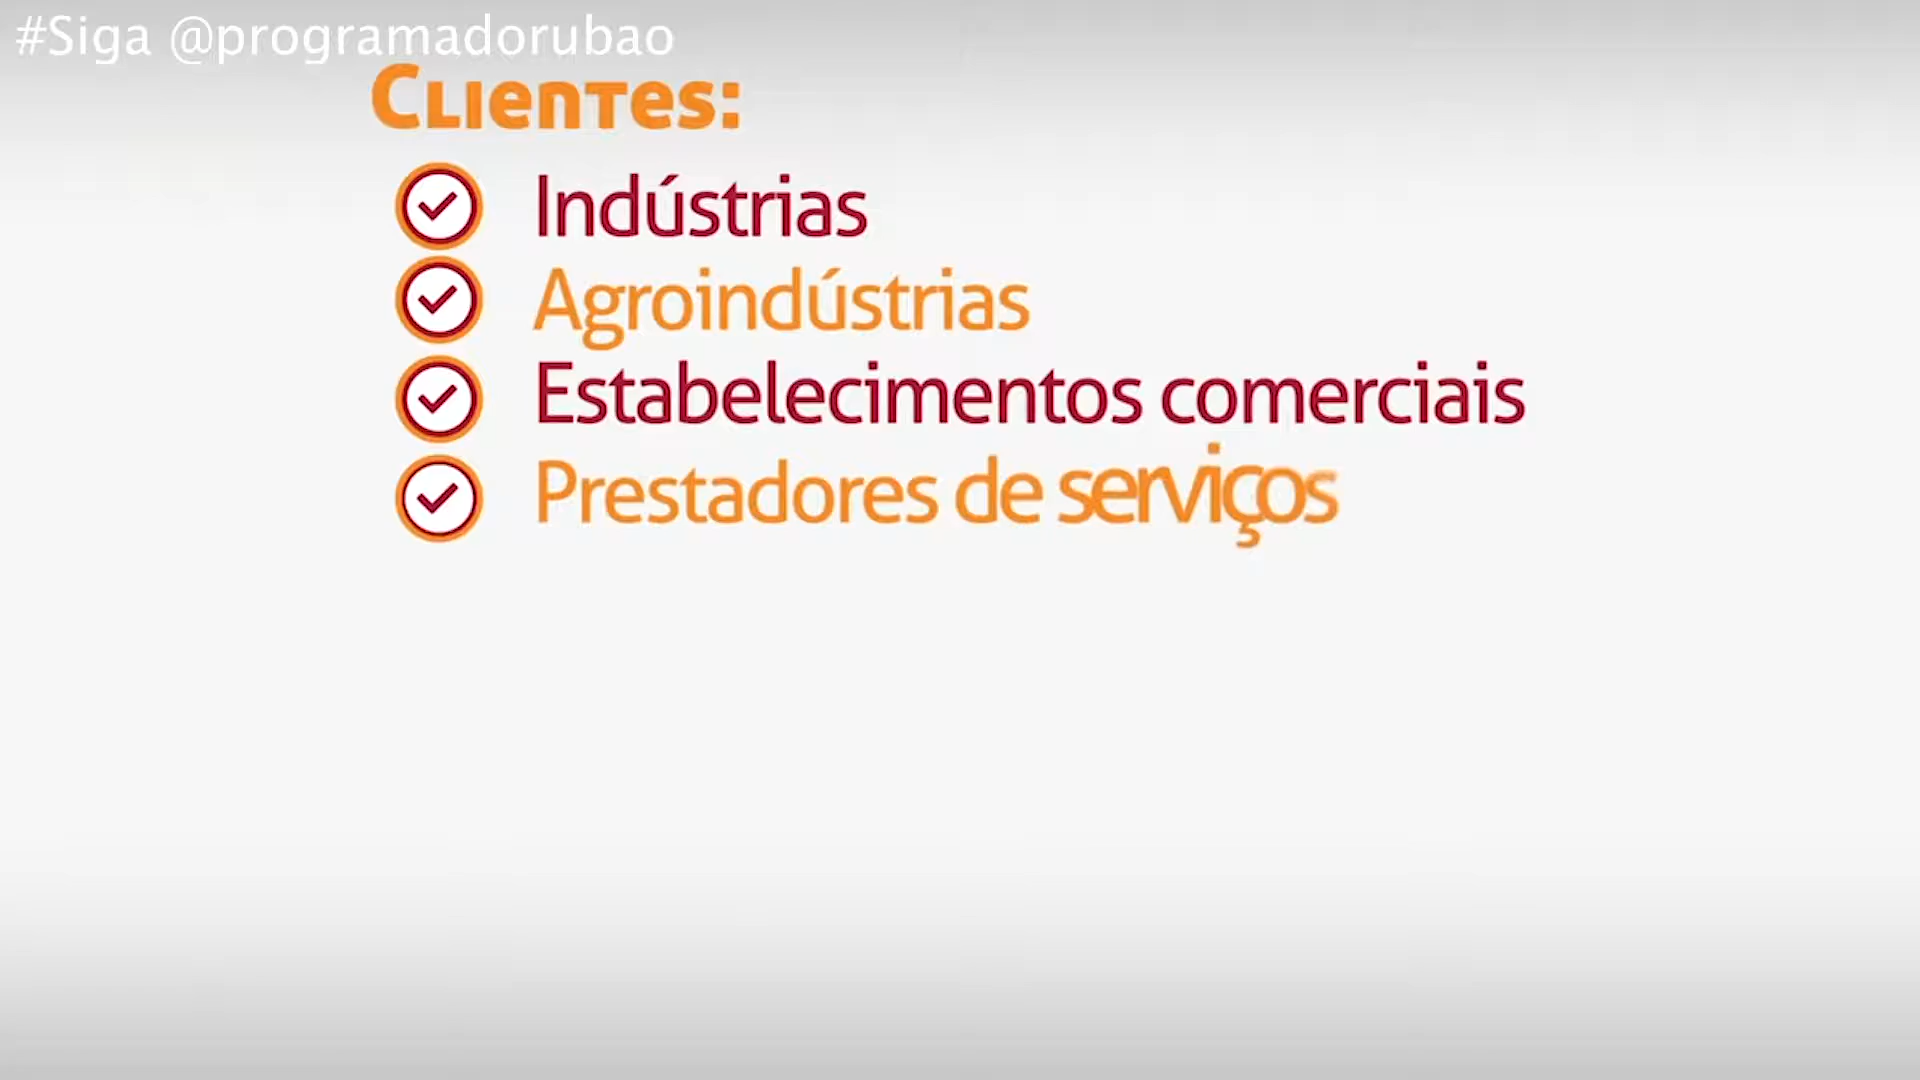 #Siga @programadorubao
Clientes:
Indústrias
Agroindústrias
Estabelecimentos comerciais
Prestadores de serviços